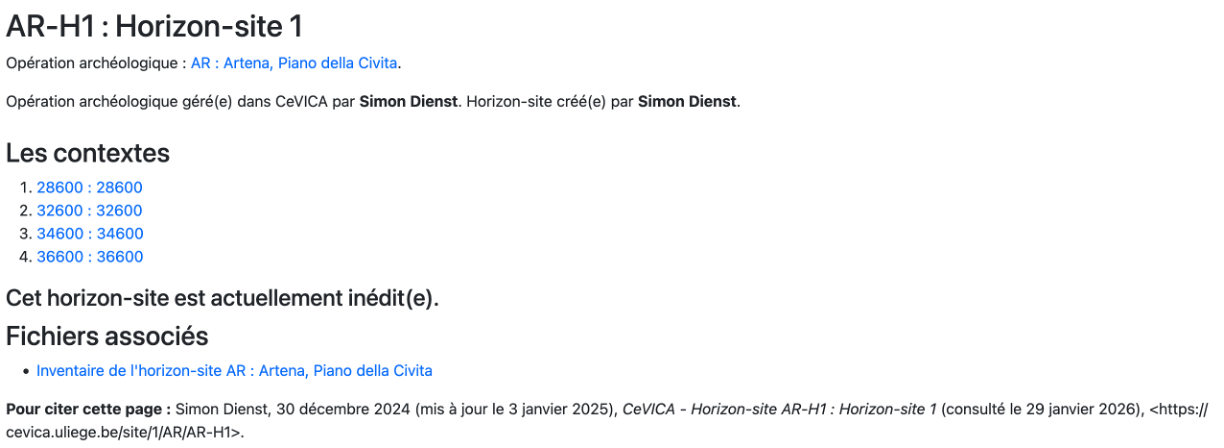 AR-H1 : Horizon-site 1
Opération archéologique : AR : Artena, Piano della Civita.
Opération archéologique géré(e) dans CeVICA par Simon Dienst. Horizon-site créé(e) par Simon Dienst.
Les contextes
1. 28600 : 28600
2. 32600 : 32600
3. 34600 : 34600
4. 36600 : 36600
Cet horizon-site est actuellement inédit(e).
Fichiers associés
• Inventaire de l'horizon-site AR : Artena, Piano della Civita
Pour citer cette page : Simon Dienst, 30 décembre 2024 (mis à jour le 3 janvier 2025), CeVICA - Horizon-site AR-H1 : Horizon-site 1 (consulté le 29 janvier 2026), <https://
cevica.uliege.be/site/1/AR/AR-H1>.